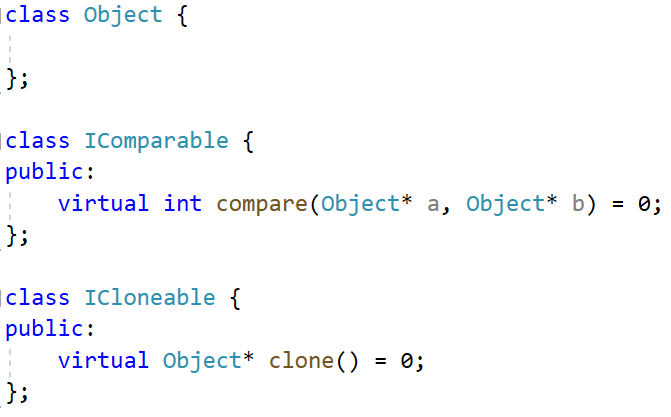 class Object {
};
class IComparable {
public:
    virtual int compare(Object* a, Object* b) = 0;
};
class ICloneable {
public:
    virtual Object* clone() = 0;
};